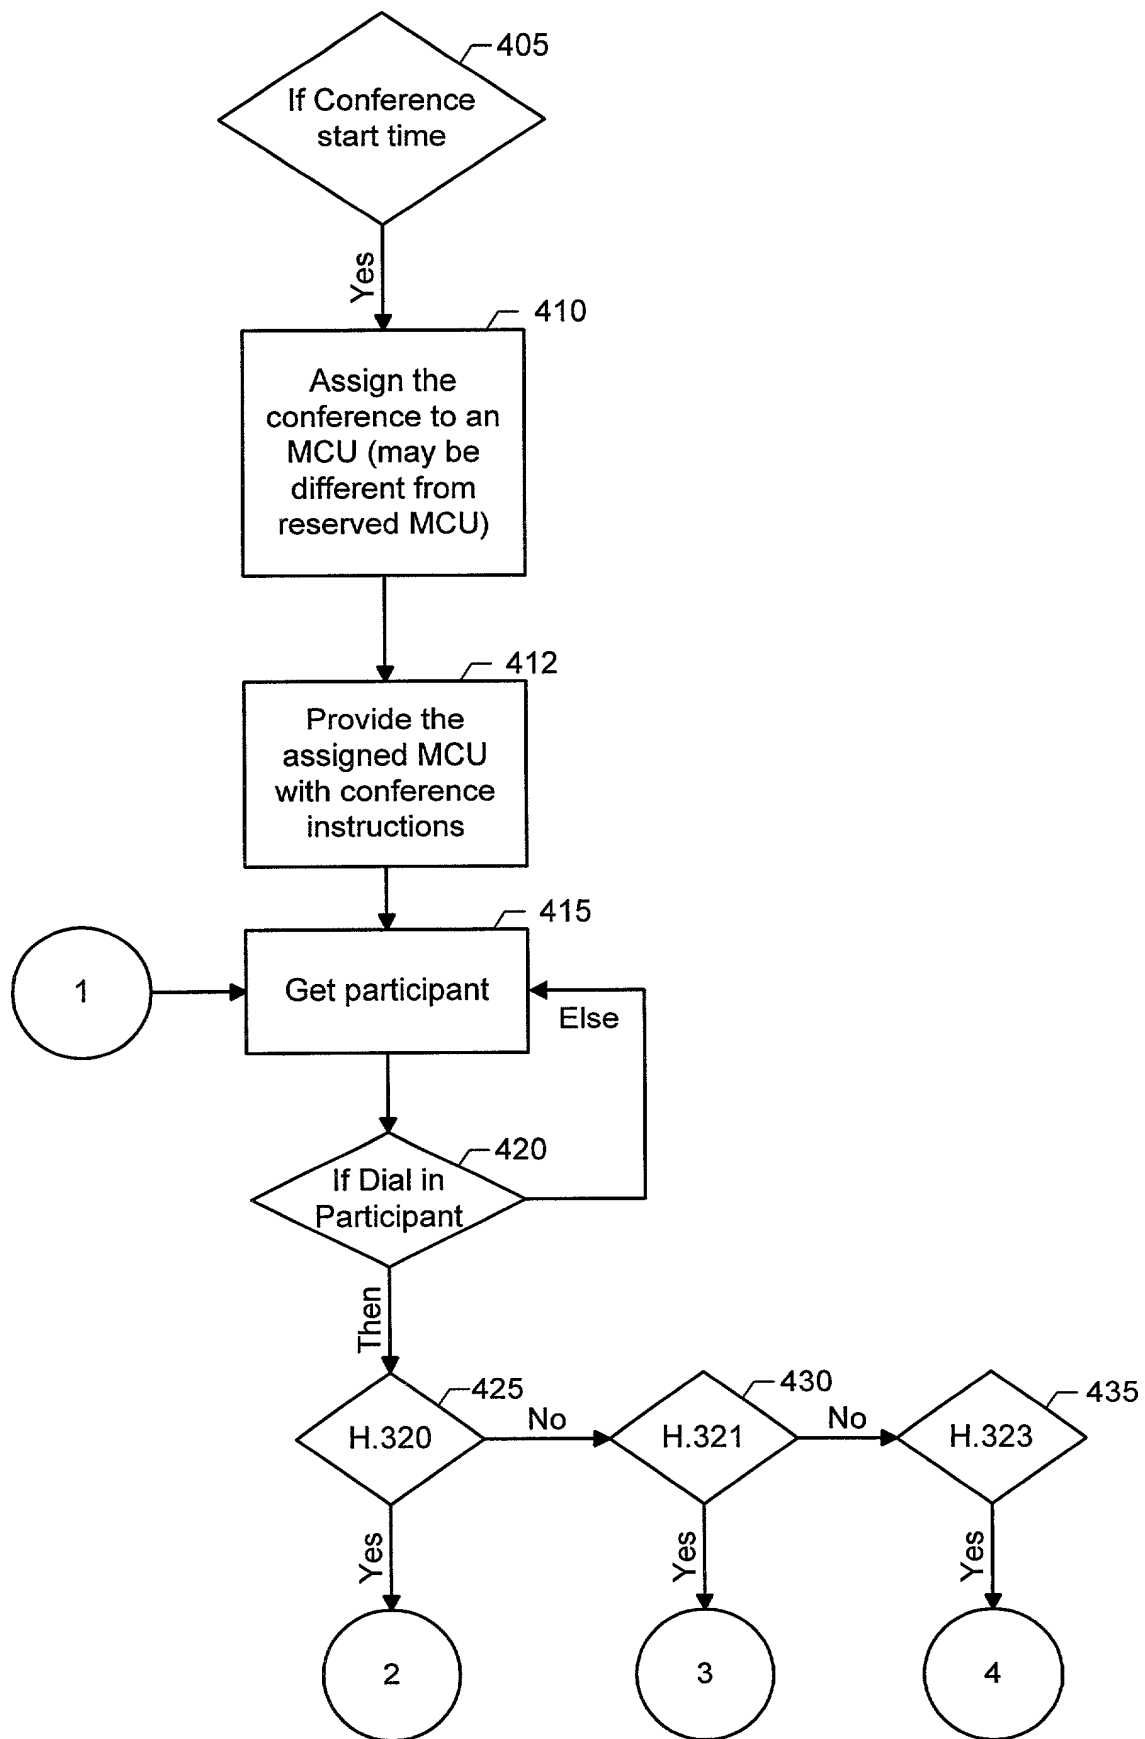 405
If Conference
start time
Yes
410
Assign the
conference to an
MCU (may be
different from
reserved MCU)
412
Provide the
assigned MCU
with conference
instructions
415
1
Get participant
Else
420
If Dial in
Participant
Then
425
430
435
H.320
No
H.321
No
H.323
Yes
Yes
Yes
2
3
4